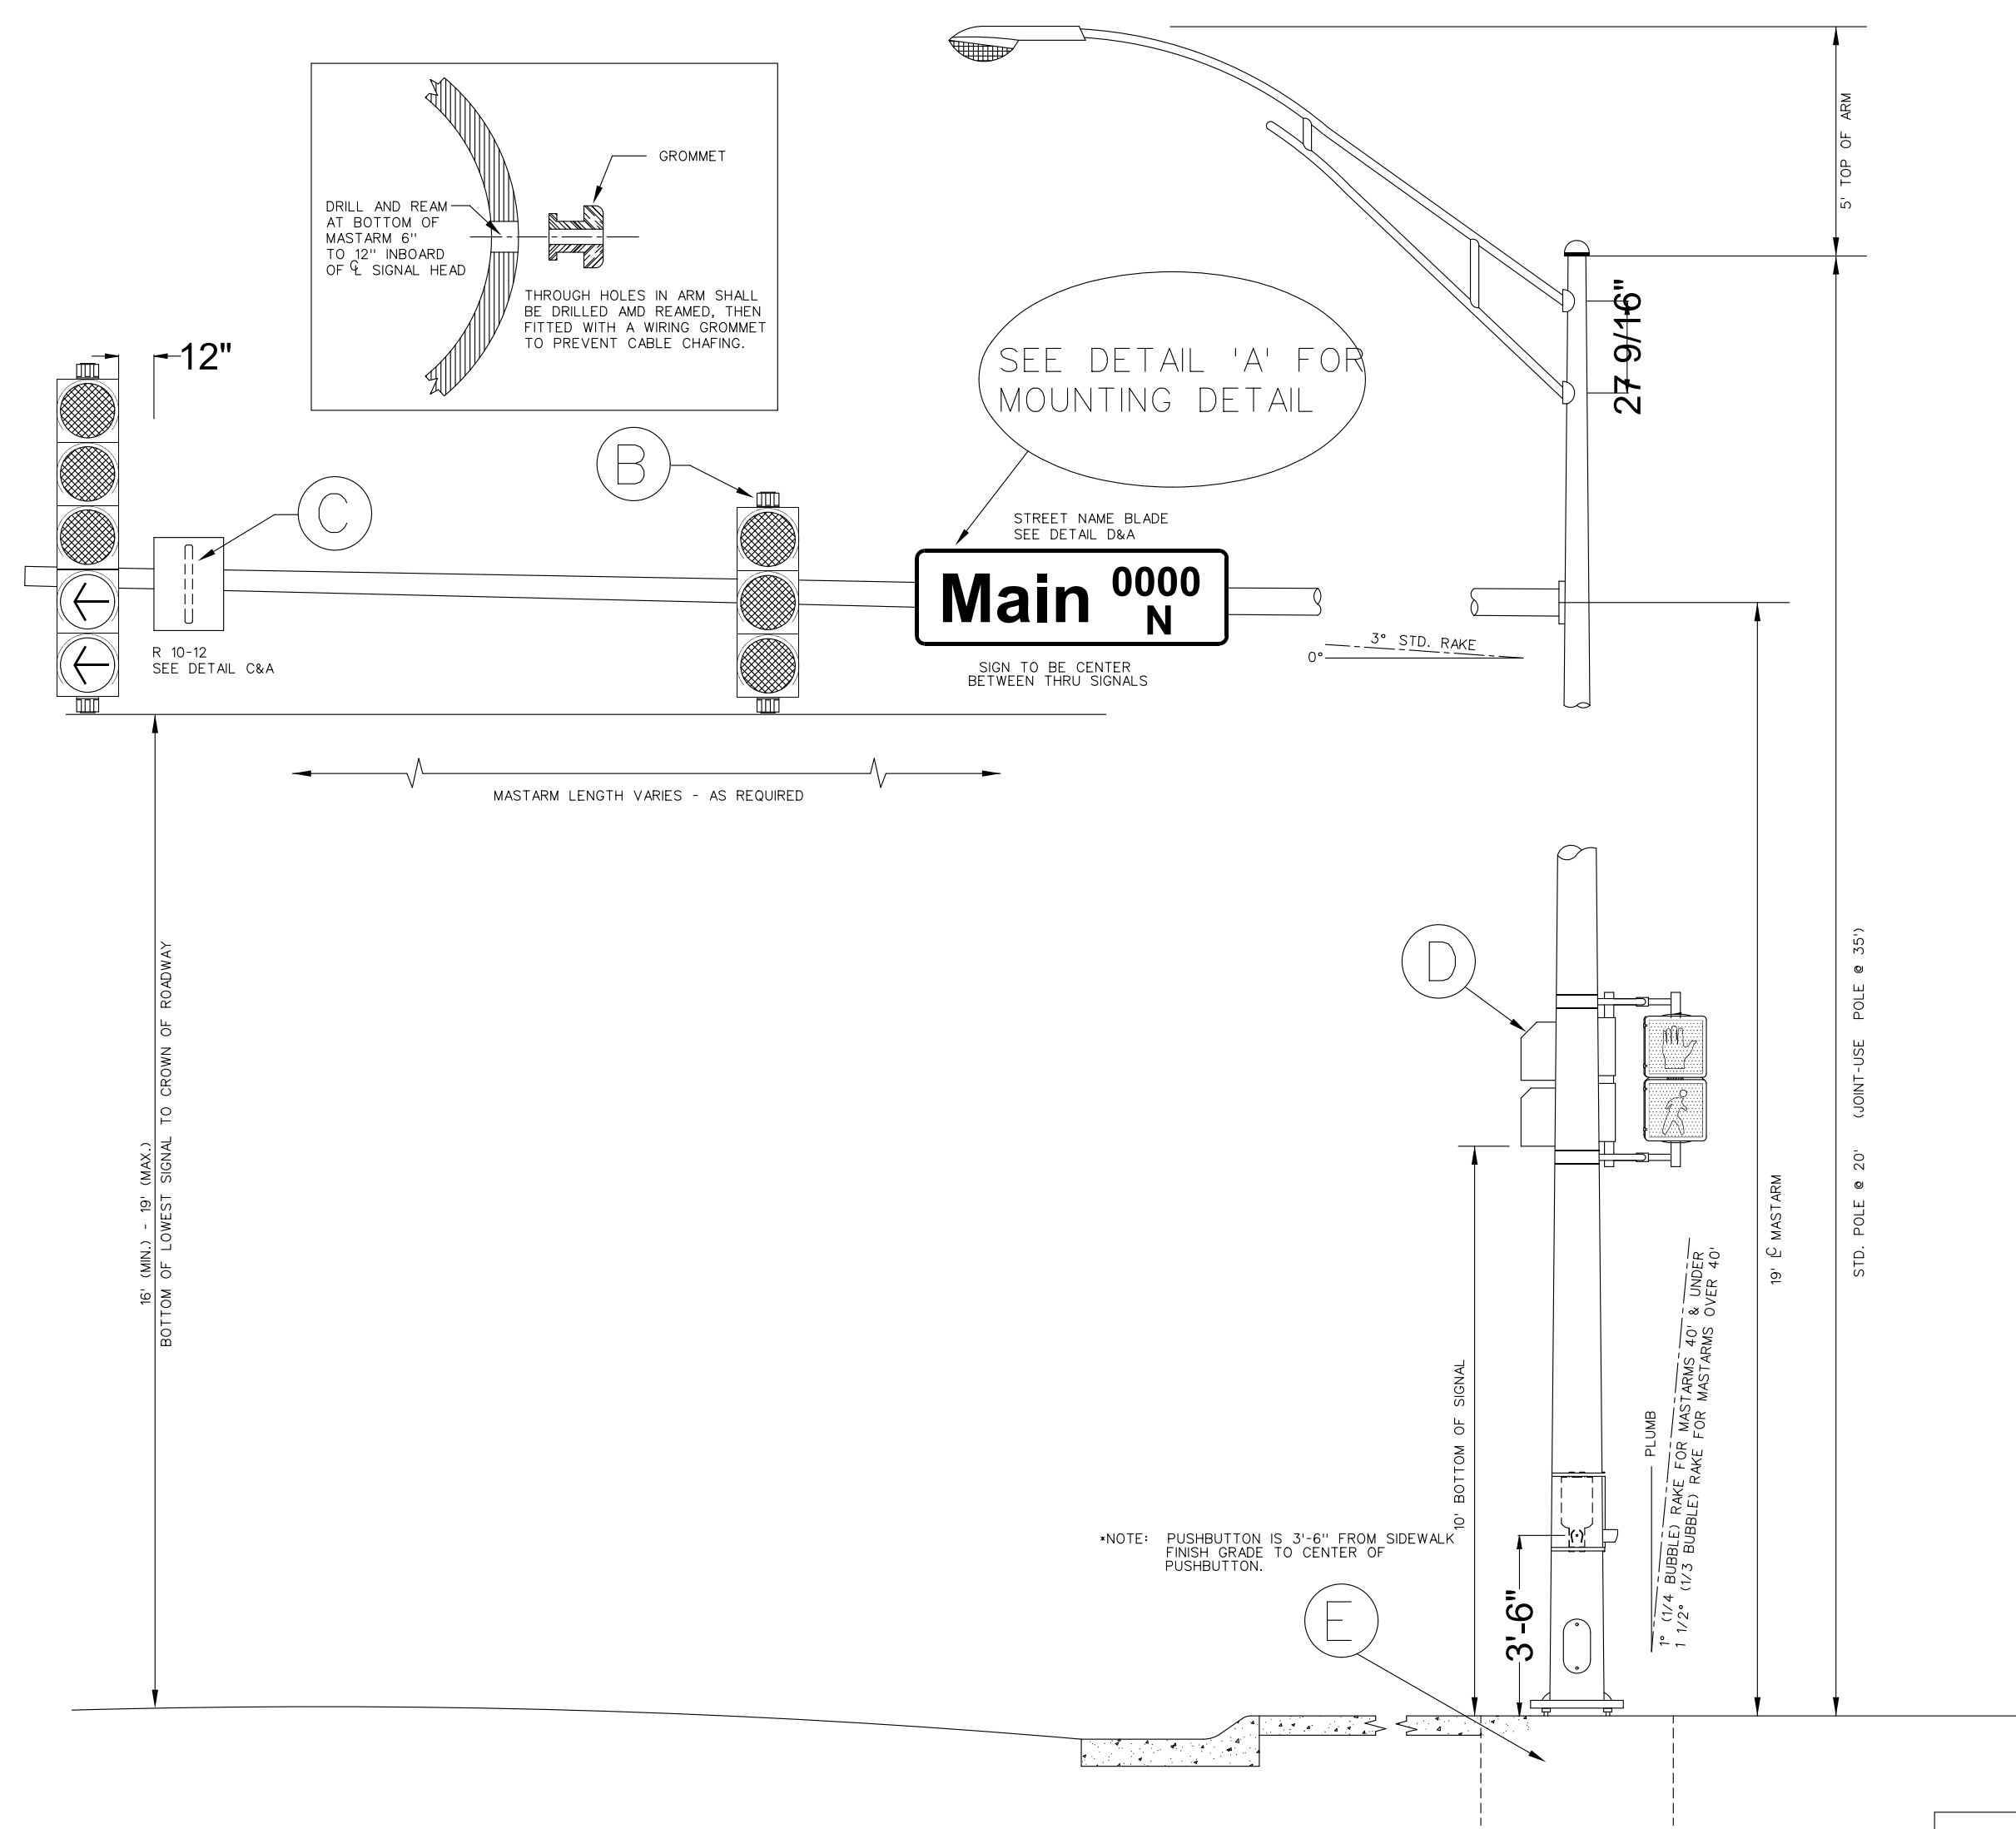 5' TOP OF ARM
GROMMET
DRILL AND REAM
AT BOTTOM OF
MASTARM 6"
TO 12" INBOARD
OF ℄ SIGNAL HEAD
THROUGH HOLES IN ARM SHALL
BE DRILLED AMD REAMED, THEN
FITTED WITH A WIRING GROMMET
TO PREVENT CABLE CHAFING.
27 9/16"
12"
SEE DETAIL 'A' FOR
MOUNTING DETAIL
B
C
STREET NAME BLADE
SEE DETAIL D&A
Main 0000
N
3° STD. RAKE
0°
R 10-12
SEE DETAIL C&A
SIGN TO BE CENTER
BETWEEN THRU SIGNALS
MASTARM LENGTH VARIES - AS REQUIRED
16' (MIN.) - 19' (MAX.)
BOTTOM OF LOWEST SIGNAL TO CROWN OF ROADWAY
D
STD. POLE @ 20' (JOINT-USE POLE @ 35')
19' ℄ MASTARM
10' BOTTOM OF SIGNAL
PLUMB
1° (1/4 BUBBLE) RAKE FOR MASTARMS 40' & UNDER
1 1/2° (1/3 BUBBLE) RAKE FOR MASTARMS OVER 40'
*NOTE: PUSHBUTTON IS 3'-6" FROM SIDEWALK
FINISH GRADE TO CENTER OF
PUSHBUTTON.
3'-6"
E